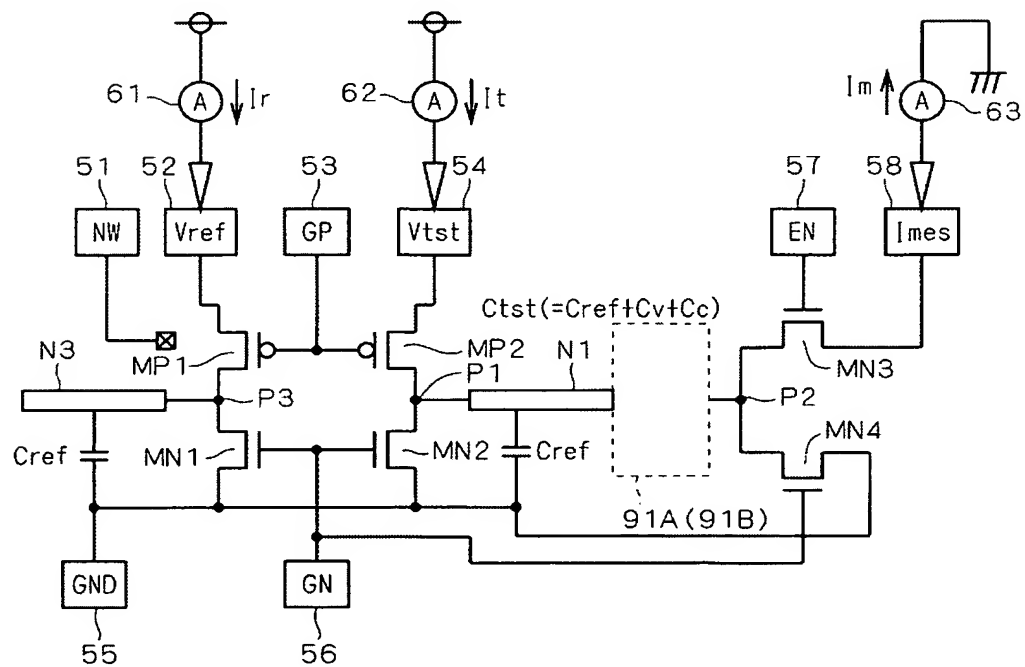 61 A Ir
62 A It
Im A 63
51 52 53 54 57 58
NW Vref GP Vtst EN Imes
Ctst(=Cref+Cv+Cc)
N3 MP1 MP2 N1 MN3
P3 P1 P2
Cref MN1 MN2 Cref MN4
91A(91B)
GND GN
55 56